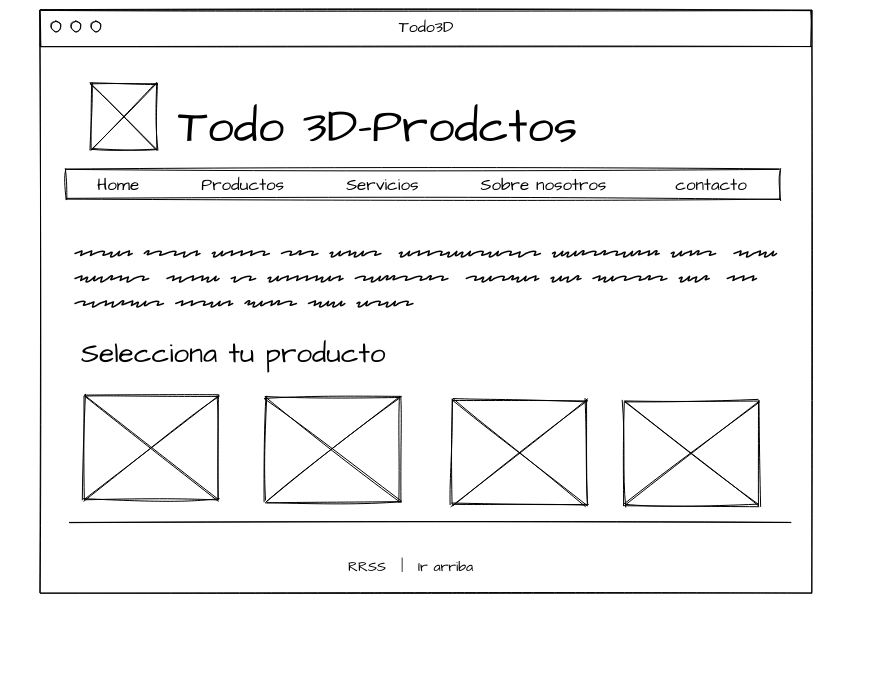 Todo3D
Todo 3D-Prodctos
Home Productos Servicios Sobre nosotros contacto
Selecciona tu producto
RRSS | Ir arriba